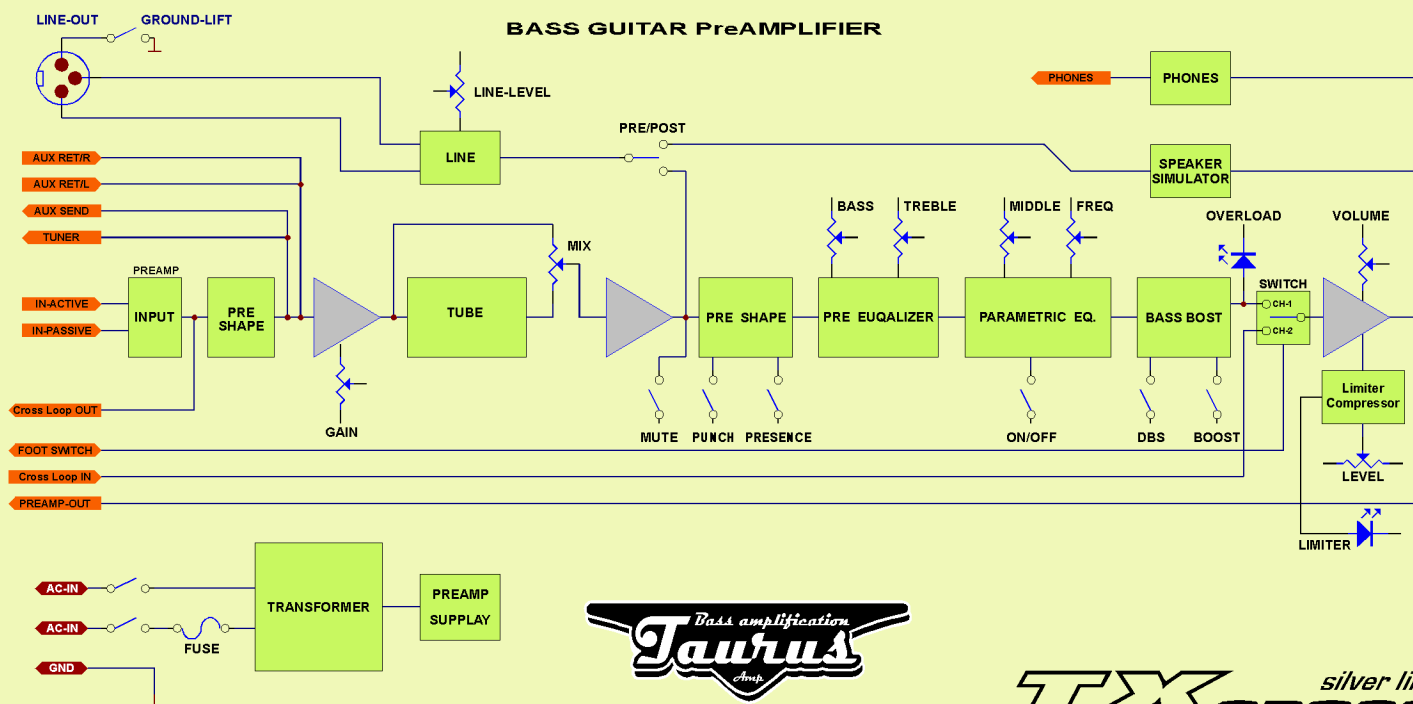 LINE-OUT
GROUND-LIFT
BASS GUITAR PreAMPLIFIER
LINE-LEVEL
PHONES
PHONES
PRE/POST
LINE
SPEAKER
SIMULATOR
AUX RET/R
AUX RET/L
AUX SEND
TUNER
BASS
TREBLE
MIDDLE
FREQ
OVERLOAD
VOLUME
MIX
PREAMP
IN-ACTIVE
IN-PASSIVE
INPUT
PRE
SHAPE
TUBE
PRE SHAPE
PRE EUQALIZER
PARAMETRIC EQ.
BASS BOST
SWITCH
CH-1
CH-2
Limiter
Compressor
Cross Loop OUT
GAIN
MUTE
PUNCH
PRESENCE
ON/OFF
DBS
BOOST
FOOT SWITCH
Cross Loop IN
LEVEL
PREAMP-OUT
LIMITER
AC-IN
AC-IN
GND
FUSE
TRANSFORMER
PREAMP
SUPPLAY
Bass amplification
Taurus
Amp
silver li
TX